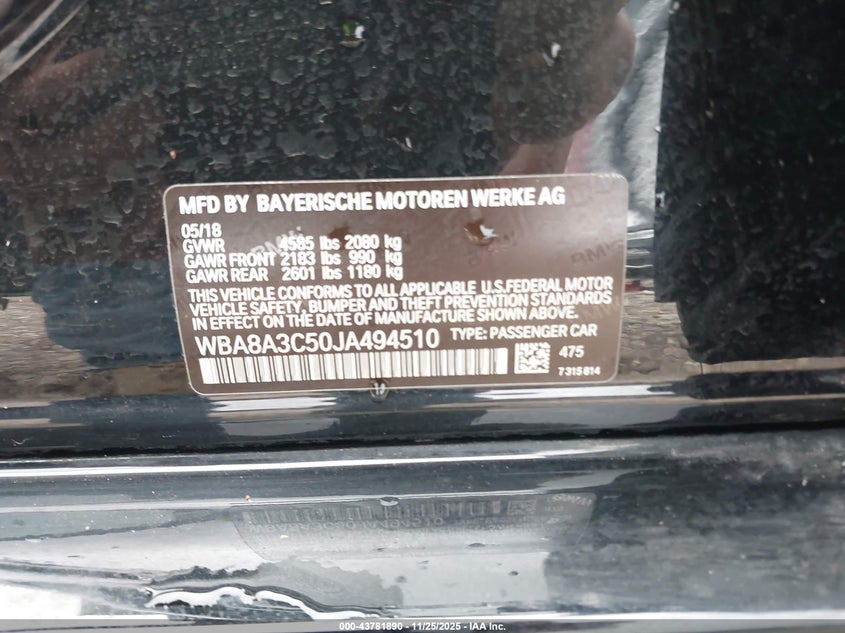 MFD BY BAYERISCHE MOTOREN WERKE AG
05/18
GVWR 4585 lbs 2080 kg
GAWR FRONT 2183 lbs 990 kg
GAWR REAR 2601 lbs 1180 kg
THIS VEHICLE CONFORMS TO ALL APPLICABLE U.S.FEDERAL MOTOR
VEHICLE SAFETY, BUMPER AND THEFT PREVENTION STANDARDS
IN EFFECT ON THE DATE OF MANUFACTURE SHOWN ABOVE.
WBA8A3C50JA494510 TYPE: PASSENGER CAR
475
7315814
000-43781890 - 11/25/2025 - IAA Inc.